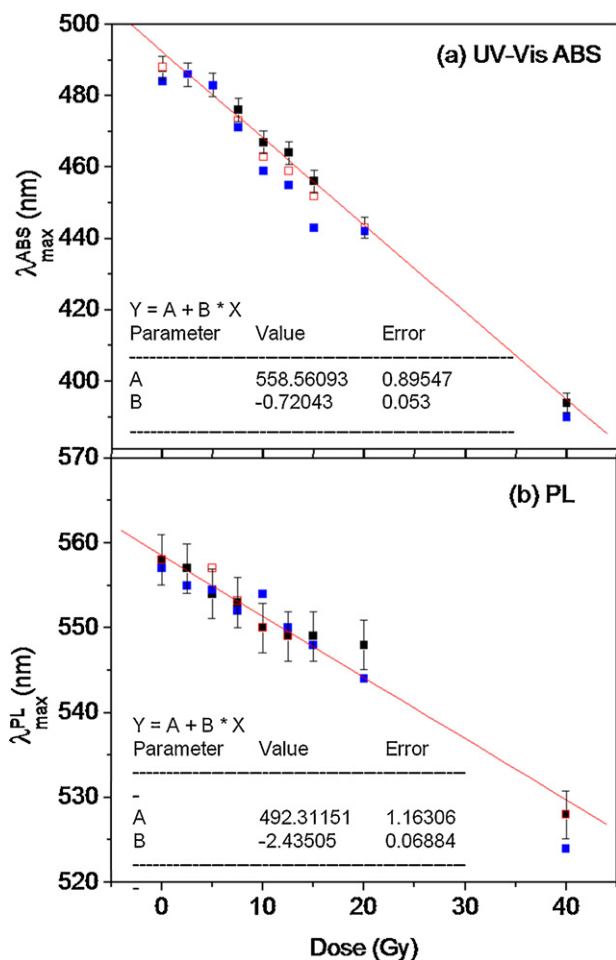 500
(a) UV-Vis ABS
480
460
440
420
400
380
λ^ABS_max (nm)
Y = A + B * X
Parameter Value Error
----------------------------------------------------------------
A 558.56093 0.89547
B -0.72043 0.053
----------------------------------------------------------------
570
(b) PL
560
550
540
530
520
λ^PL_max (nm)
Y = A + B * X
Parameter Value Error
--------------------------------------------------------
-
A 492.31151 1.16306
B -2.43505 0.06884
--------------------------------------------------------
-
0 10 20 30 40
Dose (Gy)